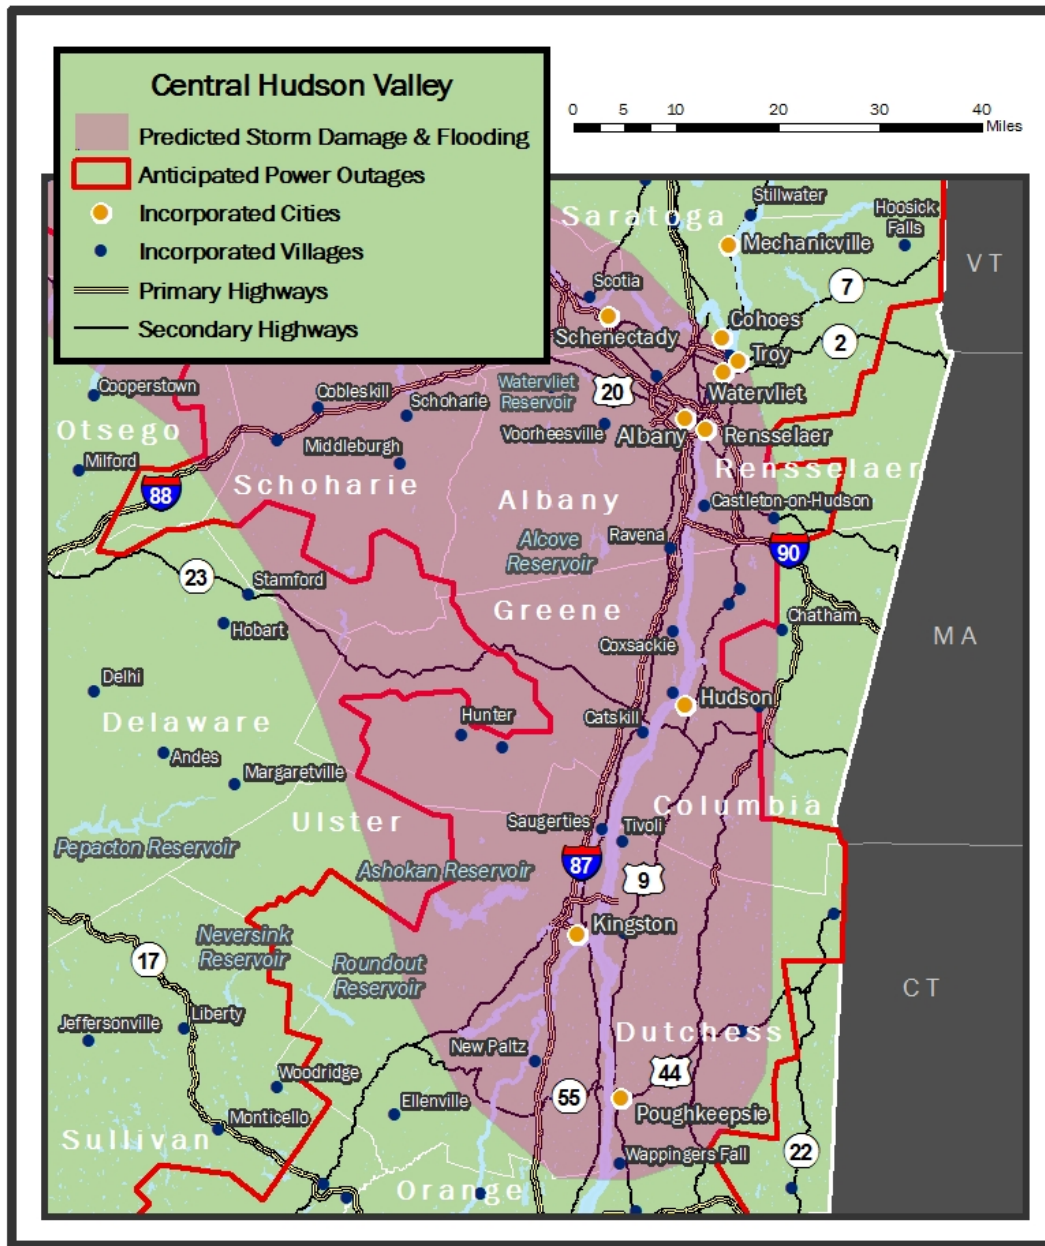 Central Hudson Valley
Predicted Storm Damage & Flooding
Anticipated Power Outages
Incorporated Cities
Incorporated Villages
Primary Highways
Secondary Highways
0 5 10 20 30 40
Miles
Saratoga
Stillwater
Hoosick
Falls
Mechanicville
VT
Scotia
7
Schenectady
Cohoes
Troy
2
Cooperstown
Cobleskill
Schoharie
Watervliet
Reservoir
20
Watervliet
Otsego
Middleburgh
Voorheesville
Albany
Rensselaer
Milford
88
Schoharie
Albany
Rensselaer
Castleton-on-Hudson
Alcove
Reservoir
Ravena
90
23
Stamford
Greene
Hobart
Coxsackie
Chatham
MA
Delhi
Hudson
Delaware
Hunter
Catskill
Andes
Margaretville
Ulster
Columbia
Saugerties
Tivoli
Pepacton Reservoir
Ashokan Reservoir
87
9
Kingston
Neversink
Reservoir
17
Roundout
Reservoir
CT
Jeffersonville
Liberty
Dutchess
New Paltz
44
Woodridge
55
Ellenville
Poughkeepsie
Monticello
Sullivan
22
Wappingers Fall
Orange